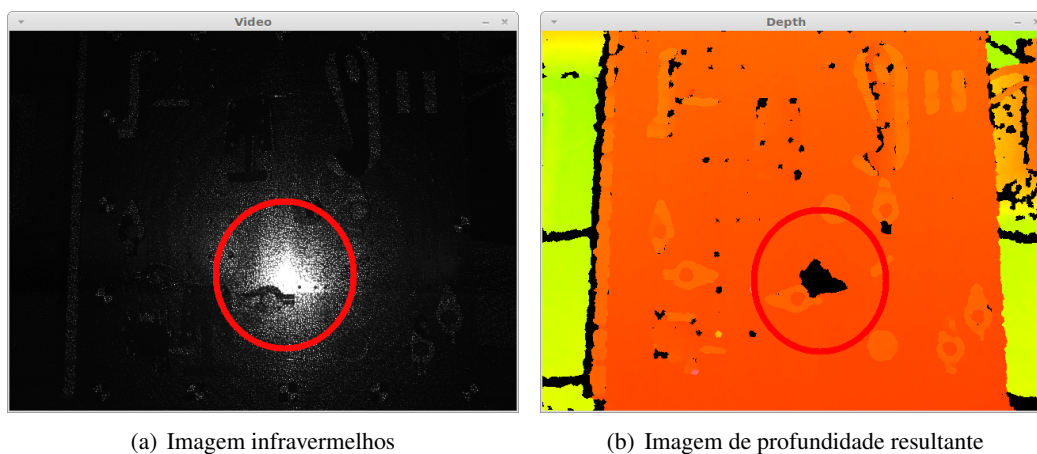 Video
Depth
(a) Imagem infravermelhos
(b) Imagem de profundidade resultante